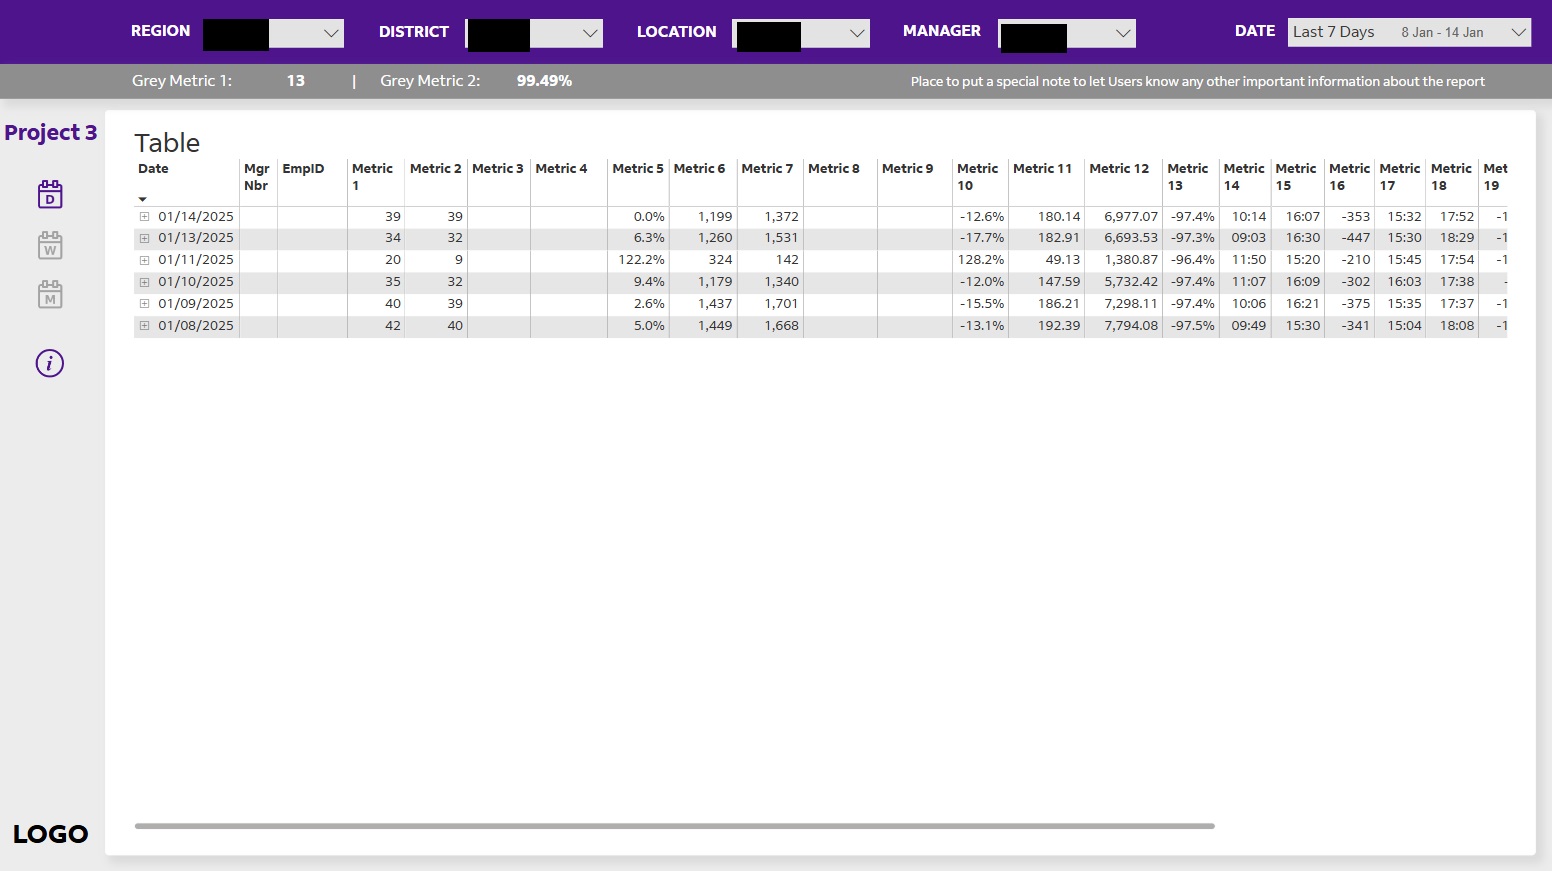 REGION DISTRICT LOCATION MANAGER DATE Last 7 Days 8 Jan - 14 Jan
Grey Metric 1: 13 | Grey Metric 2: 99.49% Place to put a special note to let Users know any other important information about the report
Project 3
D
W
M
i
LOGO
Table
Date Mgr Nbr EmpID Metric 1 Metric 2 Metric 3 Metric 4 Metric 5 Metric 6 Metric 7 Metric 8 Metric 9 Metric 10 Metric 11 Metric 12 Metric 13 Metric 14 Metric 15 Metric 16 Metric 17 Metric 18 Met 19
01/14/2025 39 39 0.0% 1,199 1,372 -12.6% 180.14 6,977.07 -97.4% 10:14 16:07 -353 15:32 17:52 -1
01/13/2025 34 32 6.3% 1,260 1,531 -17.7% 182.91 6,693.53 -97.3% 09:03 16:30 -447 15:30 18:29 -1
01/11/2025 20 9 122.2% 324 142 128.2% 49.13 1,380.87 -96.4% 11:50 15:20 -210 15:45 17:54 -1
01/10/2025 35 32 9.4% 1,179 1,340 -12.0% 147.59 5,732.42 -97.4% 11:07 16:09 -302 16:03 17:38 -
01/09/2025 40 39 2.6% 1,437 1,701 -15.5% 186.21 7,298.11 -97.4% 10:06 16:21 -375 15:35 17:37 -1
01/08/2025 42 40 5.0% 1,449 1,668 -13.1% 192.39 7,794.08 -97.5% 09:49 15:30 -341 15:04 18:08 -1